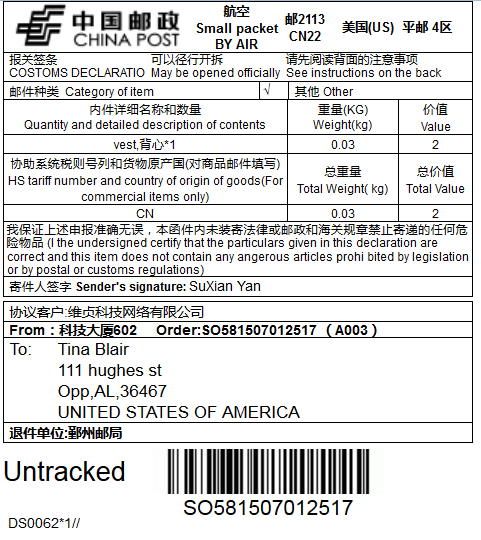 中国邮政
CHINA POST
航空
Small packet
BY AIR
邮2113
CN22
美国(US) 平邮 4区
报关签条 可以径行开拆 请先阅读背面的注意事项
COSTOMS DECLARATIO May be opened officially See instructions on the back
邮件种类 Category of item √ 其他 Other
内件详细名称和数量 重量(KG) 价值
Quantity and detailed description of contents Weight(kg) Value
vest,背心*1 0.03 2
协助系统税则号列和货物原产国(对商品邮件填写) 总重量 总价值
HS tariff number and country of origin of goods(For Total Weight( kg) Total Value
commercial items only)
CN 0.03 2
我保证上述申报准确无误，本函件内未装寄法律或邮政和海关规章禁止寄递的任何危
险物品 (I the undersigned certify that the particulars given in this declaration are
correct and this item does not contain any angerous articles prohi bited by legislation
or by postal or customs regulations)
寄件人签字 Sender's signature: SuXian Yan
协议客户:维贞科技网络有限公司
From：科技大厦602 Order:SO581507012517 （A003）
To: Tina Blair
111 hughes st
Opp,AL,36467
UNITED STATES OF AMERICA
退件单位:鄞州邮局
Untracked
SO581507012517
DS0062*1//